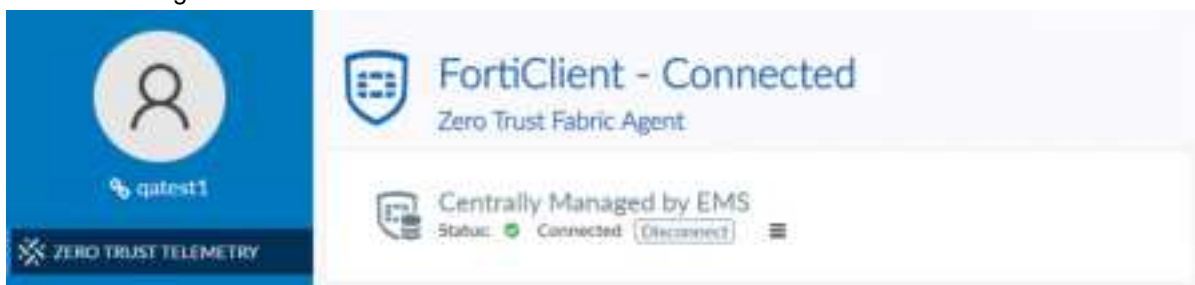 qatest1
ZERO TRUST TELEMETRY
FortiClient - Connected
Zero Trust Fabric Agent
Centrally Managed by EMS
Status: Connected Disconnect